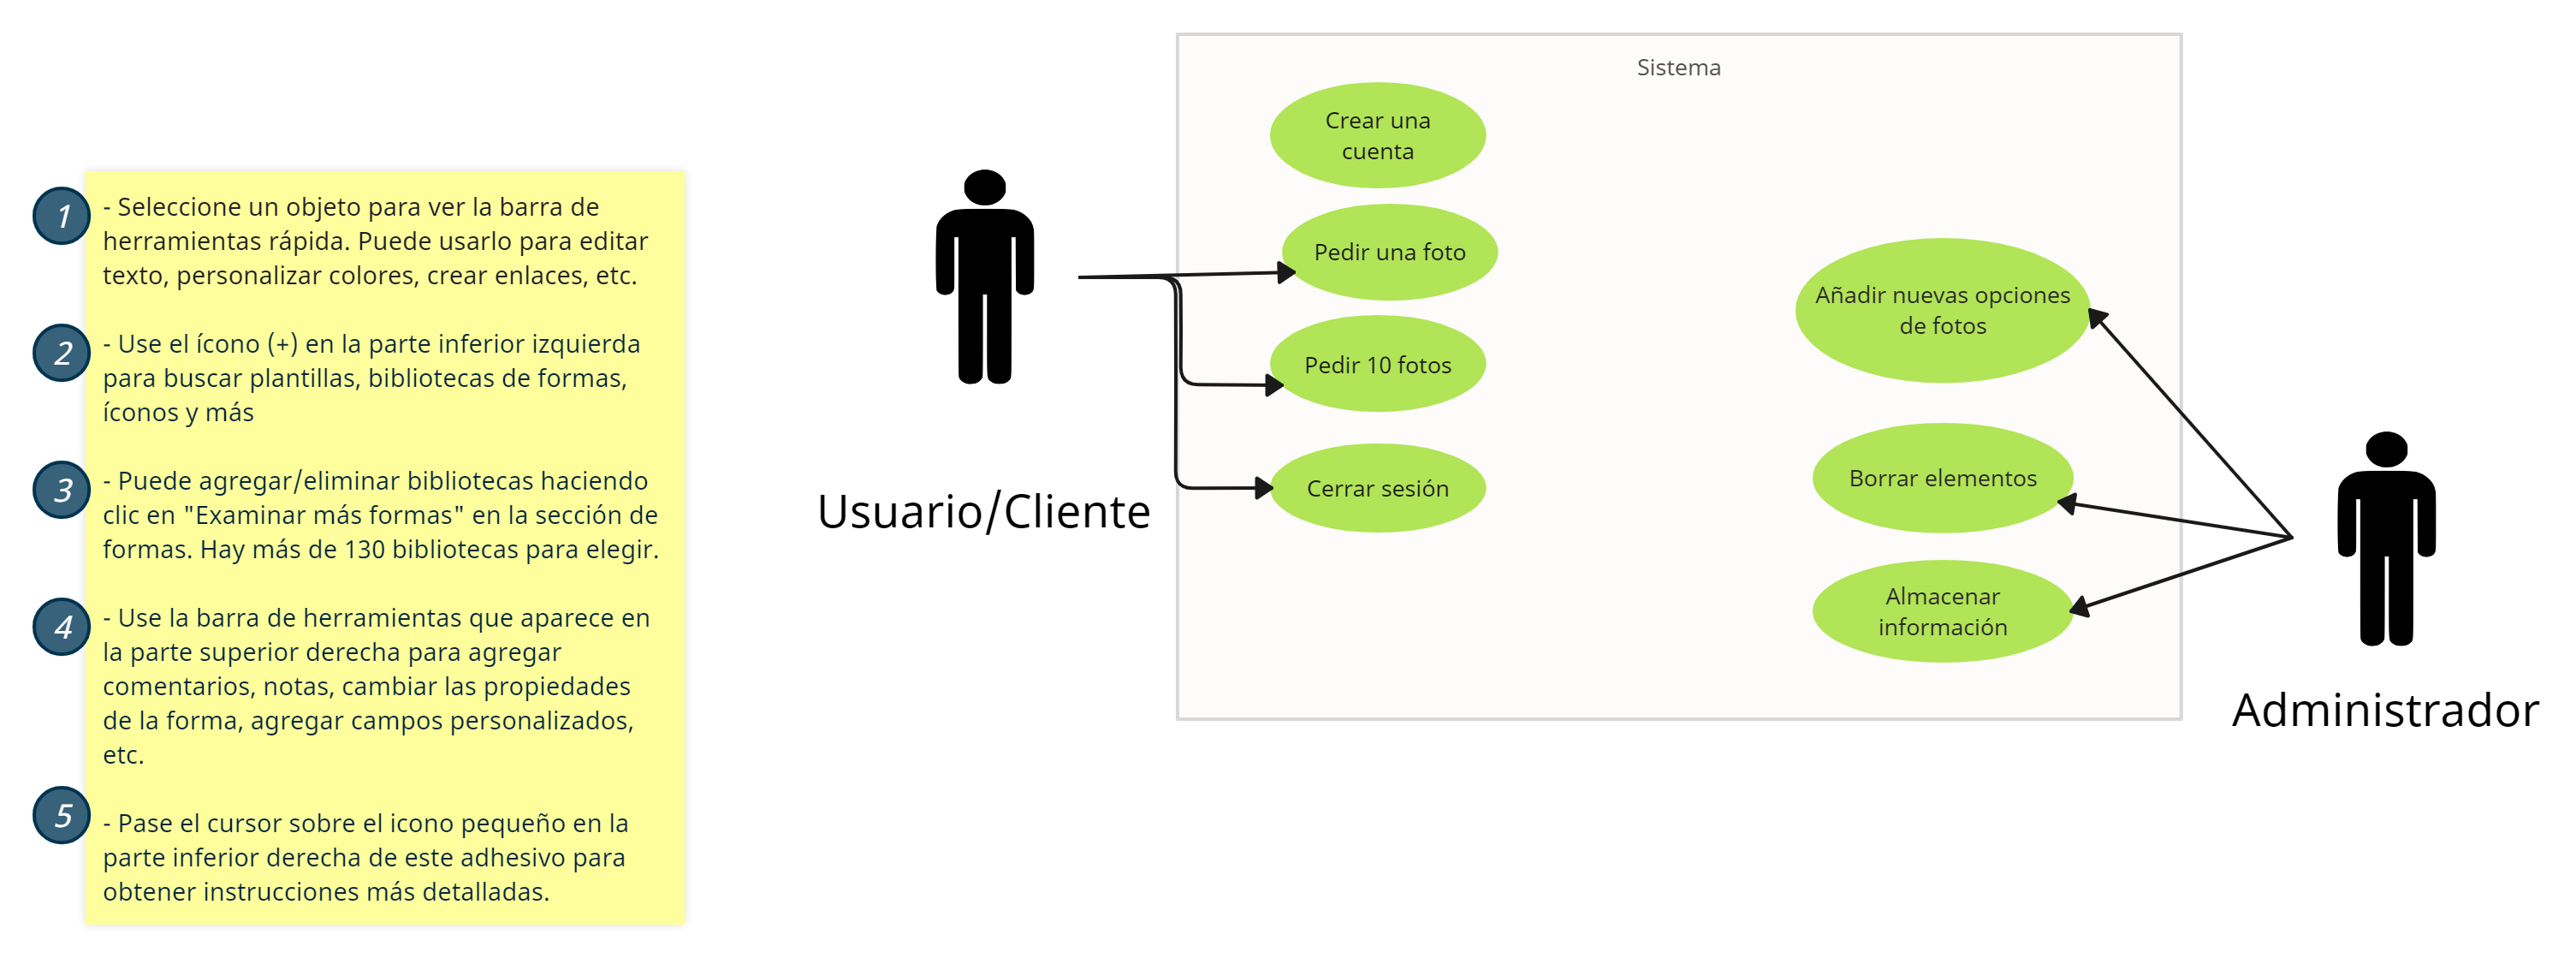 1
- Seleccione un objeto para ver la barra de
herramientas rápida. Puede usarlo para editar
texto, personalizar colores, crear enlaces, etc.
2
- Use el ícono (+) en la parte inferior izquierda
para buscar plantillas, bibliotecas de formas,
íconos y más
3
- Puede agregar/eliminar bibliotecas haciendo
clic en "Examinar más formas" en la sección de
formas. Hay más de 130 bibliotecas para elegir.
4
- Use la barra de herramientas que aparece en
la parte superior derecha para agregar
comentarios, notas, cambiar las propiedades
de la forma, agregar campos personalizados,
etc.
5
- Pase el cursor sobre el icono pequeño en la
parte inferior derecha de este adhesivo para
obtener instrucciones más detalladas.
Usuario/Cliente
Sistema
Crear una
cuenta
Pedir una foto
Pedir 10 fotos
Cerrar sesión
Añadir nuevas opciones
de fotos
Borrar elementos
Almacenar
información
Administrador